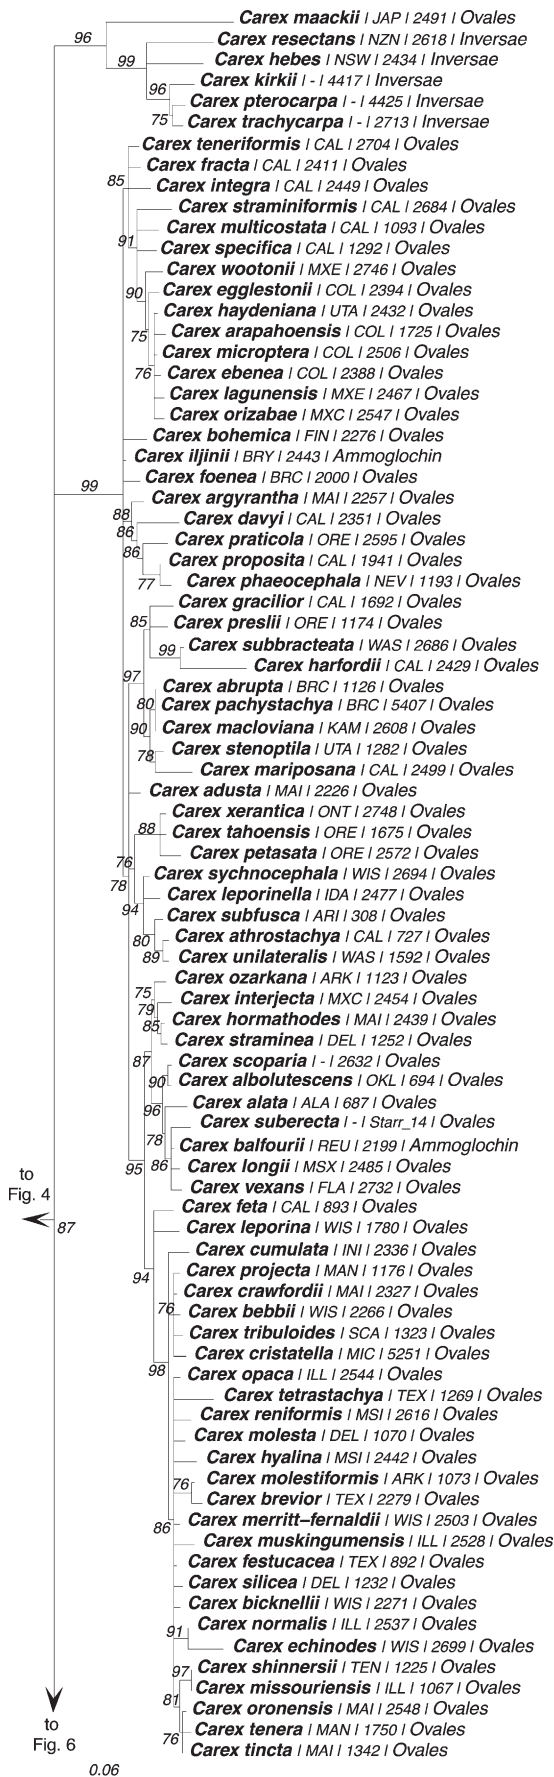 Carex maackii | JAP | 2491 | Ovales
96
Carex resectans | NZN | 2618 | Inversae
99
Carex hebes | NSW | 2434 | Inversae
Carex kirkii | - | 4417 | Inversae
96
Carex pterocarpa | - | 4425 | Inversae
75
Carex trachycarpa | - | 2713 | Inversae
Carex teneriformis | CAL | 2704 | Ovales
Carex fracta | CAL | 2411 | Ovales
85
Carex integra | CAL | 2449 | Ovales
Carex straminiformis | CAL | 2684 | Ovales
Carex multicostata | CAL | 1093 | Ovales
91
Carex specifica | CAL | 1292 | Ovales
Carex wootonii | MXE | 2746 | Ovales
90
Carex egglestonii | COL | 2394 | Ovales
Carex haydeniana | UTA | 2432 | Ovales
75
Carex arapahoensis | COL | 1725 | Ovales
Carex microptera | COL | 2506 | Ovales
76
Carex ebenea | COL | 2388 | Ovales
Carex lagunensis | MXE | 2467 | Ovales
Carex orizabae | MXC | 2547 | Ovales
Carex bohemica | FIN | 2276 | Ovales
Carex iljinii | BRY | 2443 | Ammoglochin
99
Carex foenea | BRC | 2000 | Ovales
Carex argyrantha | MAI | 2257 | Ovales
88
Carex davyi | CAL | 2351 | Ovales
86
Carex praticola | ORE | 2595 | Ovales
86
Carex proposita | CAL | 1941 | Ovales
77
Carex phaeocephala | NEV | 1193 | Ovales
Carex gracilior | CAL | 1692 | Ovales
85
Carex preslii | ORE | 1174 | Ovales
99
Carex subbracteata | WAS | 2686 | Ovales
Carex harfordii | CAL | 2429 | Ovales
97
Carex abrupta | BRC | 1126 | Ovales
80
Carex pachystachya | BRC | 5407 | Ovales
90
Carex macloviana | KAM | 2608 | Ovales
Carex stenoptila | UTA | 1282 | Ovales
78
Carex mariposana | CAL | 2499 | Ovales
Carex adusta | MAI | 2226 | Ovales
Carex xerantica | ONT | 2748 | Ovales
88
Carex tahoensis | ORE | 1675 | Ovales
Carex petasata | ORE | 2572 | Ovales
76
Carex sychnocephala | WIS | 2694 | Ovales
78
Carex leporinella | IDA | 2477 | Ovales
94
Carex subfusca | ARI | 308 | Ovales
80
Carex athrostachya | CAL | 727 | Ovales
89
Carex unilateralis | WAS | 1592 | Ovales
Carex ozarkana | ARK | 1123 | Ovales
75
Carex interjecta | MXC | 2454 | Ovales
79
Carex hormathodes | MAI | 2439 | Ovales
85
Carex straminea | DEL | 1252 | Ovales
87
Carex scoparia | - | 2632 | Ovales
90
Carex albolutescens | OKL | 694 | Ovales
Carex alata | ALA | 687 | Ovales
96
Carex suberecta | - | Starr_14 | Ovales
78
Carex balfourii | REU | 2199 | Ammoglochin
95
86
Carex longii | MSX | 2485 | Ovales
Carex vexans | FLA | 2732 | Ovales
to
Fig. 4
Carex feta | CAL | 893 | Ovales
87
Carex leporina | WIS | 1780 | Ovales
Carex cumulata | INI | 2336 | Ovales
94
Carex projecta | MAN | 1176 | Ovales
Carex crawfordii | MAI | 2327 | Ovales
76
Carex bebbii | WIS | 2266 | Ovales
Carex tribuloides | SCA | 1323 | Ovales
Carex cristatella | MIC | 5251 | Ovales
98
Carex opaca | ILL | 2544 | Ovales
Carex tetrastachya | TEX | 1269 | Ovales
Carex reniformis | MSI | 2616 | Ovales
Carex molesta | DEL | 1070 | Ovales
Carex hyalina | MSI | 2442 | Ovales
76
Carex molestiformis | ARK | 1073 | Ovales
Carex brevior | TEX | 2279 | Ovales
86
Carex merritt–fernaldii | WIS | 2503 | Ovales
Carex muskingumensis | ILL | 2528 | Ovales
Carex festucacea | TEX | 892 | Ovales
Carex silicea | DEL | 1232 | Ovales
Carex bicknellii | WIS | 2271 | Ovales
Carex normalis | ILL | 2537 | Ovales
91
Carex echinodes | WIS | 2699 | Ovales
97
Carex shinnersii | TEN | 1225 | Ovales
Carex missouriensis | ILL | 1067 | Ovales
81
Carex oronensis | MAI | 2548 | Ovales
Carex tenera | MAN | 1750 | Ovales
76
Carex tincta | MAI | 1342 | Ovales
to
Fig. 6
0.06